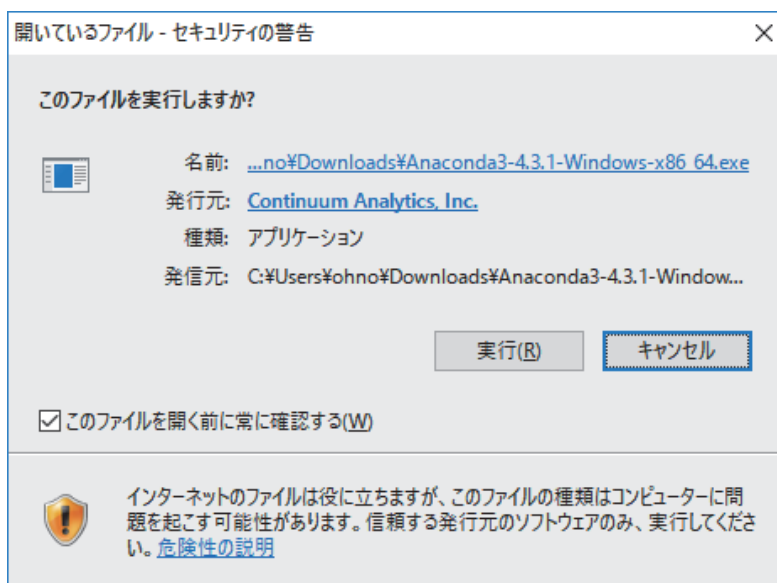 開いているファイル - セキュリティの警告
このファイルを実行しますか?
名前: ...no¥Downloads¥Anaconda3-4.3.1-Windows-x86_64.exe
発行元: Continuum Analytics, Inc.
種類: アプリケーション
発信元: C:¥Users¥ohno¥Downloads¥Anaconda3-4.3.1-Window...
実行(R) キャンセル
このファイルを開く前に常に確認する(W)
インターネットのファイルは役に立ちますが、このファイルの種類はコンピューターに問
題を起こす可能性があります。信頼する発行元のソフトウェアのみ、実行してくださ
い。危険性の説明